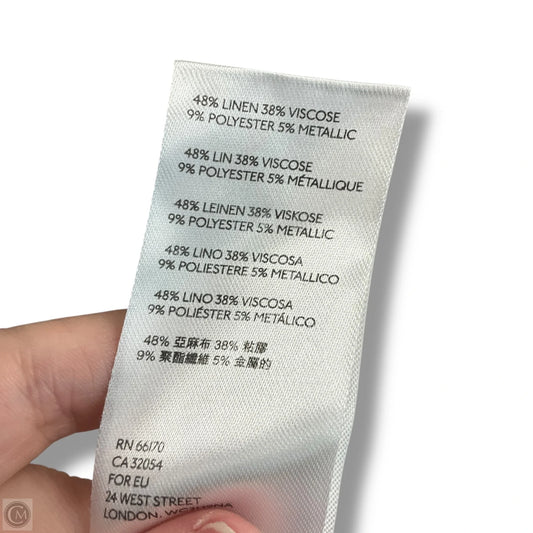 48% LINEN 38% VISCOSE
9% POLYESTER 5% METALLIC
48% LIN 38% VISCOSE
9% POLYESTER 5% MÉTALLIQUE
48% LEINEN 38% VISKOSE
9% POLYESTER 5% METALLIC
48% LINO 38% VISCOSA
9% POLIESTERE 5% METALLICO
48% LINO 38% VISCOSA
9% POLIÉSTER 5% METÁLICO
48% 亞麻布 38% 粘膠
9% 聚酯纖維 5% 金屬的
RN 66170
CA 32054
FOR EU
24 WEST STREET
LONDON,